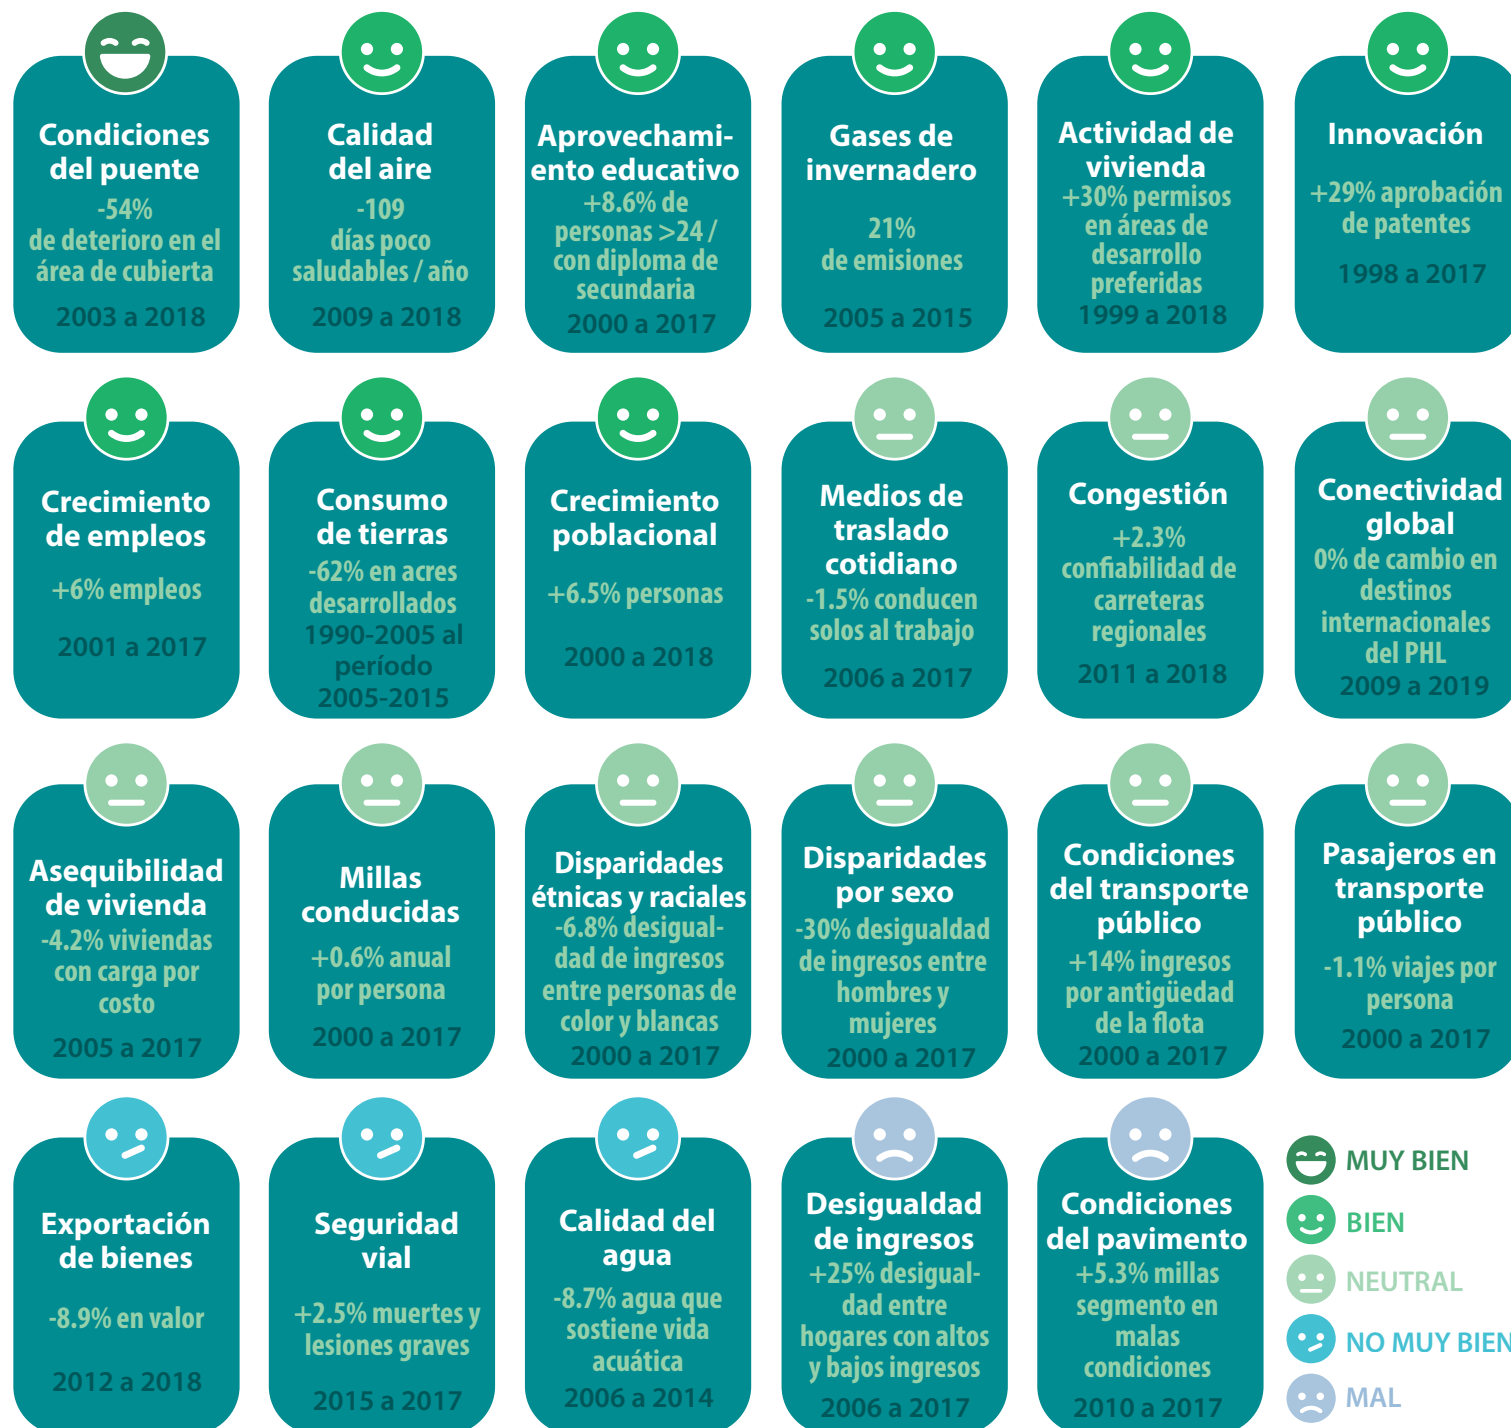 Condiciones
del puente
-54%
de deterioro en el
área de cubierta
2003 a 2018
Calidad
del aire
-109
días poco
saludables / año
2009 a 2018
Aprovechami-
ento educativo
+8.6% de
personas >24 /
con diploma de
secundaria
2000 a 2017
Gases de
invernadero
21%
de emisiones
2005 a 2015
Actividad de
vivienda
+30% permisos
en áreas de
desarrollo
preferidas
1999 a 2018
Innovación
+29% aprobación
de patentes
1998 a 2017
Crecimiento
de empleos
+6% empleos
2001 a 2017
Consumo
de tierras
-62% en acres
desarrollados
1990-2005 al
período
2005-2015
Crecimiento
poblacional
+6.5% personas
2000 a 2018
Medios de
traslado
cotidiano
-1.5% conducen
solos al trabajo
2006 a 2017
Congestión
+2.3%
confiabilidad de
carreteras
regionales
2011 a 2018
Conectividad
global
0% de cambio en
destinos
internacionales
del PHL
2009 a 2019
Asequibilidad
de vivienda
-4.2% viviendas
con carga por
costo
2005 a 2017
Millas
conducidas
+0.6% anual
por persona
2000 a 2017
Disparidades
étnicas y raciales
-6.8% desigual-
dad de ingresos
entre personas de
color y blancas
2000 a 2017
Disparidades
por sexo
-30% desigualdad
de ingresos entre
hombres y
mujeres
2000 a 2017
Condiciones
del transporte
público
+14% ingresos
por antigüedad
de la flota
2000 a 2017
Pasajeros en
transporte
público
-1.1% viajes por
persona
2000 a 2017
Exportación
de bienes
-8.9% en valor
2012 a 2018
Seguridad
vial
+2.5% muertes y
lesiones graves
2015 a 2017
Calidad del
agua
-8.7% agua que
sostiene vida
acuática
2006 a 2014
Desigualdad
de ingresos
+25% desigual-
dad entre
hogares con altos
y bajos ingresos
2006 a 2017
Condiciones
del pavimento
+5.3% millas
segmento en
malas
condiciones
2010 a 2017
MUY BIEN
BIEN
NEUTRAL
NO MUY BIEN
MAL